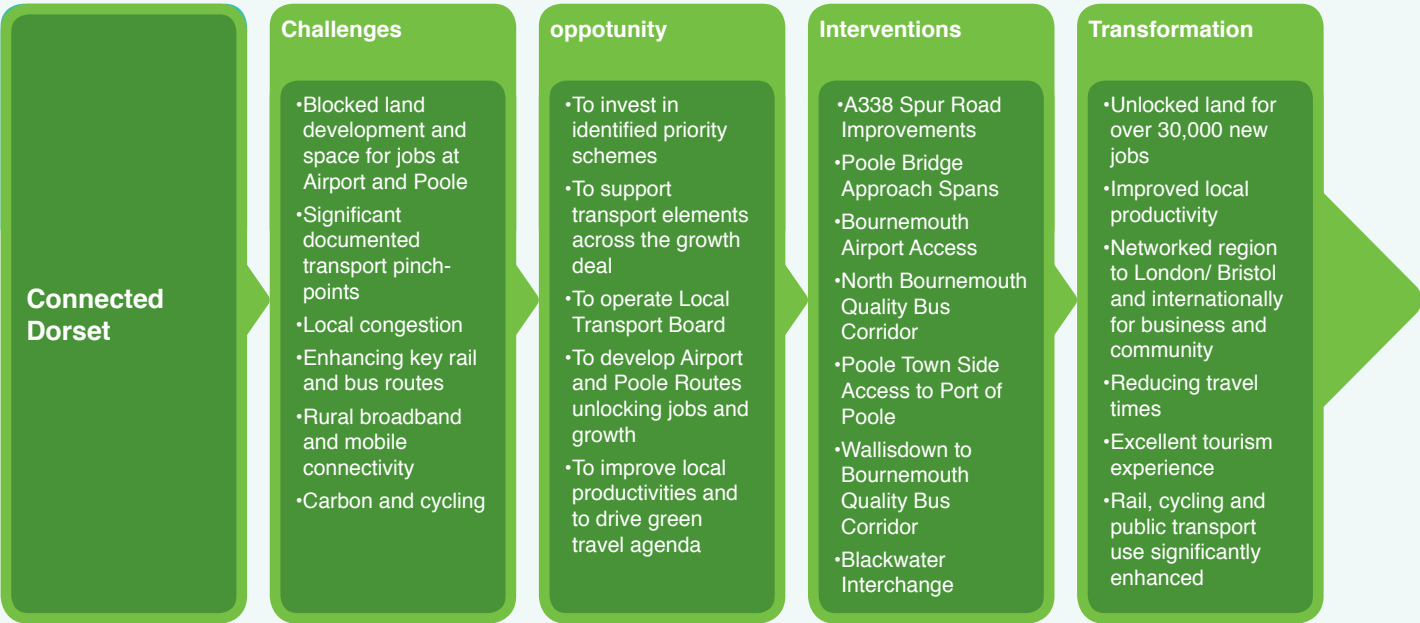 Connected
Dorset
Challenges
•Blocked land
development and
space for jobs at
Airport and Poole
•Significant
documented
transport pinch-
points
•Local congestion
•Enhancing key rail
and bus routes
•Rural broadband
and mobile
connectivity
•Carbon and cycling
oppotunity
•To invest in
identified priority
schemes
•To support
transport elements
across the growth
deal
•To operate Local
Transport Board
•To develop Airport
and Poole Routes
unlocking jobs and
growth
•To improve local
productivities and
to drive green
travel agenda
Interventions
•A338 Spur Road
Improvements
•Poole Bridge
Approach Spans
•Bournemouth
Airport Access
•North Bournemouth
Quality Bus
Corridor
•Poole Town Side
Access to Port of
Poole
•Wallisdown to
Bournemouth
Quality Bus
Corridor
•Blackwater
Interchange
Transformation
•Unlocked land for
over 30,000 new
jobs
•Improved local
productivity
•Networked region
to London/ Bristol
and internationally
for business and
community
•Reducing travel
times
•Excellent tourism
experience
•Rail, cycling and
public transport
use significantly
enhanced